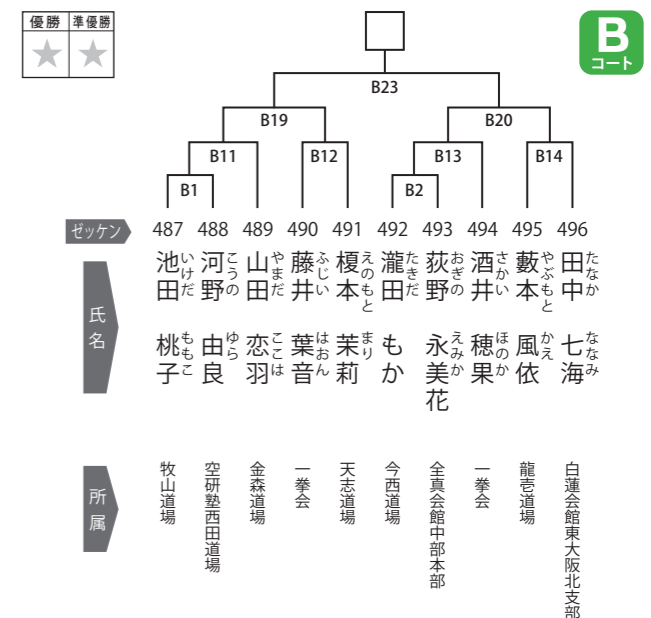 優勝 準優勝
B
コート
B23
B19 B20
B11 B12 B13 B14
B1 B2
ゼッケン 487 488 489 490 491 492 493 494 495 496
氏名
池田 桃子
いけだ ももこ
河野 由良
こうの ゆら
山田 恋羽
やまだ ここは
藤井 葉音
ふじい はおん
榎本 茉莉
えのもと まり
瀧田 もか
たきだ
荻野 永美花
おぎの えみか
酒井 穂果
さかい ほのか
藪本 風依
やぶもと かえ
田中 七海
たなか ななみ
所属
牧山道場
空研塾西田道場
金森道場
一拳会
天志道場
今西道場
全真会館中部本部
一拳会
龍壱道場
白蓮会館東大阪北支部